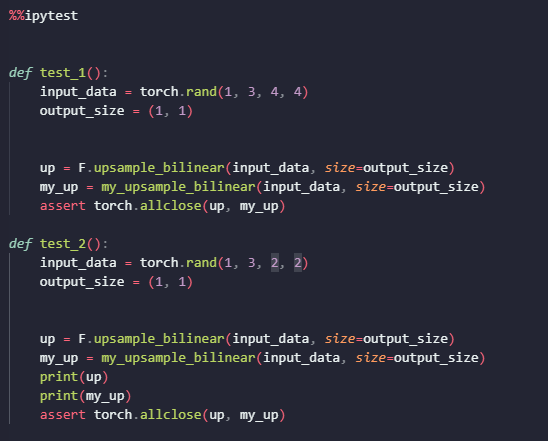 %%ipytest
def test_1():
    input_data = torch.rand(1, 3, 4, 4)
    output_size = (1, 1)
    up = F.upsample_bilinear(input_data, size=output_size)
    my_up = my_upsample_bilinear(input_data, size=output_size)
    assert torch.allclose(up, my_up)
def test_2():
    input_data = torch.rand(1, 3, 2, 2)
    output_size = (1, 1)
    up = F.upsample_bilinear(input_data, size=output_size)
    my_up = my_upsample_bilinear(input_data, size=output_size)
    print(up)
    print(my_up)
    assert torch.allclose(up, my_up)